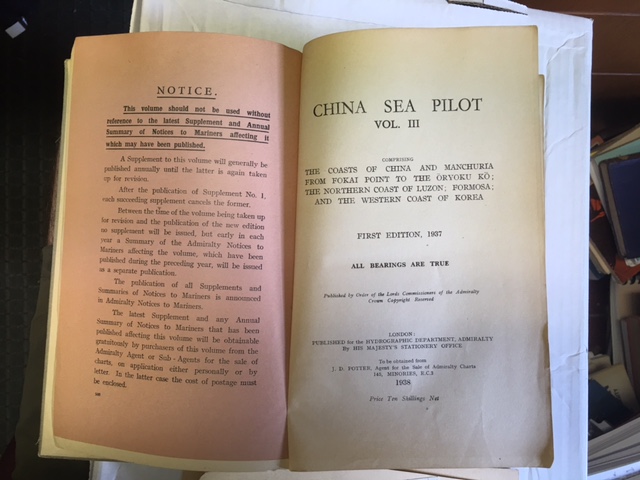 NOTICE.
This volume should not be used without
reference to the latest Supplement and Annual
Summary of Notices to Mariners affecting it
which may have been published.
A Supplement to this volume will generally be
published annually until the latter is again taken
up for revision.
After the publication of Supplement No. 1,
each succeeding supplement cancels the former.
Between the time of the volume being taken up
for revision and the publication of the new edition
no supplement will be issued, but early in each
year a Summary of the Admiralty Notices to
Mariners affecting the volume, which have been
published during the preceding year, will be issued
as a separate publication.
The publication of all Supplements and
Summaries of Notices to Mariners is announced
in Admiralty Notices to Mariners.
The latest Supplement and any Annual
Summary of Notices to Mariners that has been
published affecting this volume will be obtainable
gratuitously by purchasers of this volume from the
Admiralty Agent or Sub-Agents for the sale of
charts, on application either personally or by
letter. In the latter case the cost of postage must
be enclosed.
CHINA SEA PILOT
VOL. III
COMPRISING
THE COASTS OF CHINA AND MANCHURIA
FROM FOKAI POINT TO THE ŌRYOKU KŌ;
THE NORTHERN COAST OF LUZON; FORMOSA;
AND THE WESTERN COAST OF KOREA
FIRST EDITION, 1937
ALL BEARINGS ARE TRUE
Published by Order of the Lords Commissioners of the Admiralty
Crown Copyright Reserved
LONDON:
PUBLISHED FOR THE HYDROGRAPHIC DEPARTMENT, ADMIRALTY
BY HIS MAJESTY'S STATIONERY OFFICE
To be obtained from
J. D. POTTER, Agent for the Sale of Admiralty Charts
145, MINORIES, E.C.3
1938
Price Ten Shillings Net